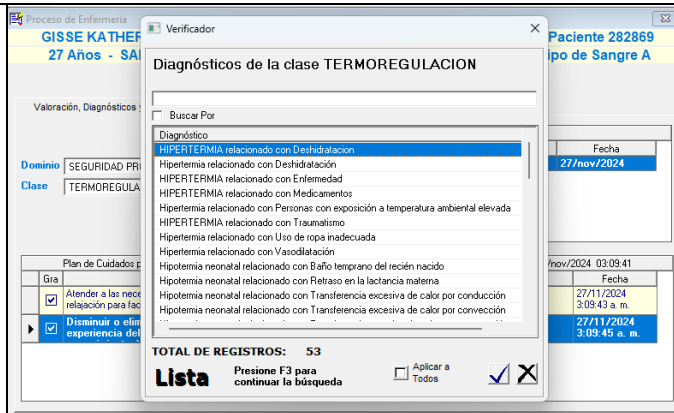 Proceso de Enfermería
GISSE KATHER
Paciente 282869
27 Años - SA
ipo de Sangre A
Valoración, Diagnósticos y
Dominio SEGURIDAD PR
Clase TERMOREGULA
Fecha
27/nov/2024
Verificador
Diagnósticos de la clase TERMOREGULACION
Buscar Por
Diagnóstico
HIPERTERMIA relacionado con Deshidratacion
Hipertermia relacionado con Deshidratación
HIPERTERMIA relacionado con Enfermedad
HIPERTERMIA relacionado con Medicamentos
Hipertermia relacionado con Personas con exposición a temperatura ambiental elevada
HIPERTERMIA relacionado con Traumatismo
Hipertermia relacionado con Uso de ropa inadecuada
Hipertermia relacionado con Vasodilatación
Hipotermia neonatal relacionado con Baño temprano del recién nacido
Hipotermia neonatal relacionado con Retraso en la lactancia materna
Hipotermia neonatal relacionado con Transferencia excesiva de calor por conducción
Hipotermia neonatal relacionado con Transferencia excesiva de calor por convección
TOTAL DE REGISTROS: 53
Lista
Presione F3 para
continuar la búsqueda
Aplicar a
Todos
Plan de Cuidados p
/nov/2024 03:09:41
Gra
Fecha
Atender a las nece
relajación para fac
27/11/2024
3:09:43 a. m.
Disminuir o elim
experiencia del
27/11/2024
3:09:45 a. m.